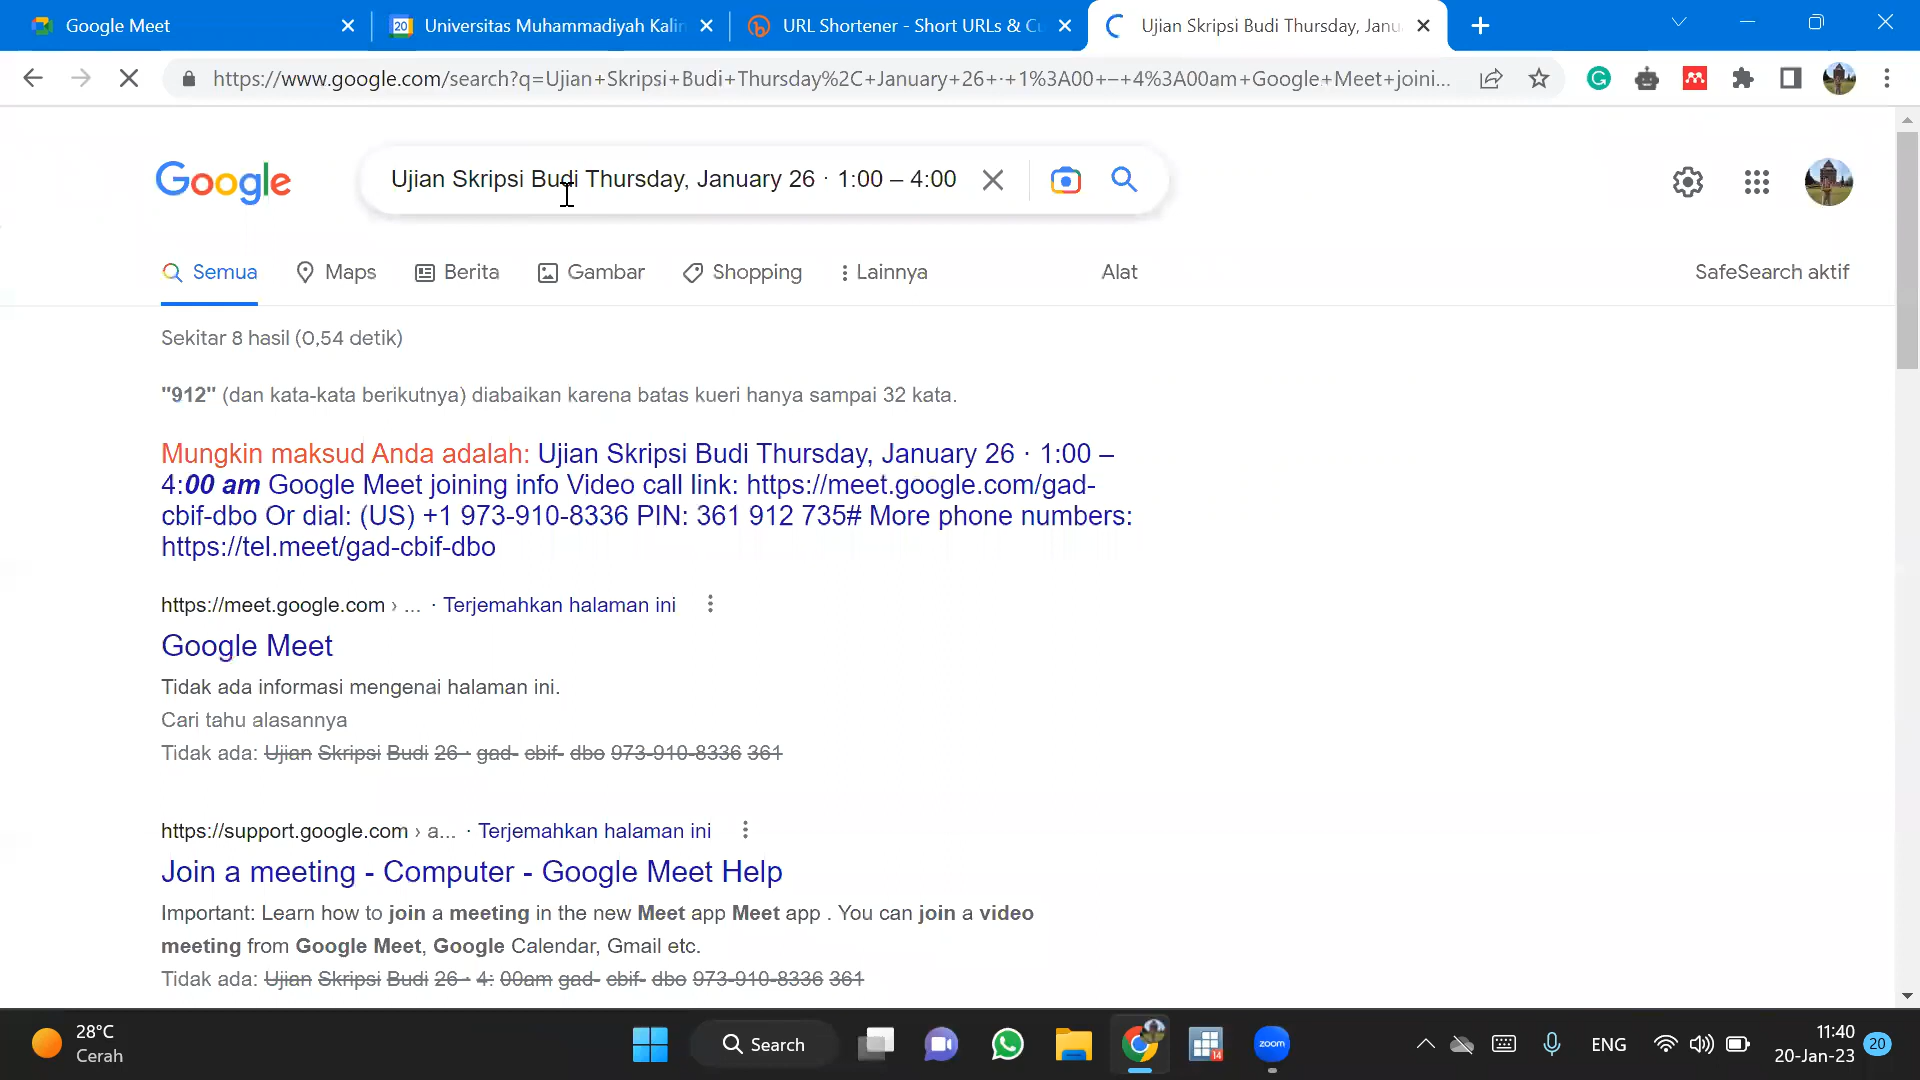 Google Meet
Universitas Muhammadiyah Kalin
URL Shortener - Short URLs & Cu
Ujian Skripsi Budi Thursday, Janu
https://www.google.com/search?q=Ujian+Skripsi+Budi+Thursday%2C+January+26+·+1%3A00+–+4%3A00am+Google+Meet+joini...
Google
Ujian Skripsi Budi Thursday, January 26 · 1:00 – 4:00
Semua
Maps
Berita
Gambar
Shopping
Lainnya
Alat
SafeSearch aktif
Sekitar 8 hasil (0,54 detik)
"912" (dan kata-kata berikutnya) diabaikan karena batas kueri hanya sampai 32 kata.
Mungkin maksud Anda adalah: Ujian Skripsi Budi Thursday, January 26 · 1:00 –
4:00 am Google Meet joining info Video call link: https://meet.google.com/gad-
cbif-dbo Or dial: (US) +1 973-910-8336 PIN: 361 912 735# More phone numbers:
https://tel.meet/gad-cbif-dbo
https://meet.google.com › ... · Terjemahkan halaman ini
Google Meet
Tidak ada informasi mengenai halaman ini.
Cari tahu alasannya
Tidak ada: Ujian Skripsi Budi 26 · gad- cbif- dbo 973-910-8336 361
https://support.google.com › a... · Terjemahkan halaman ini
Join a meeting - Computer - Google Meet Help
Important: Learn how to join a meeting in the new Meet app Meet app . You can join a video
meeting from Google Meet, Google Calendar, Gmail etc.
Tidak ada: Ujian Skripsi Budi 26 · 4: 00am gad- cbif- dbo 973-910-8336 361
28°C
Cerah
Search
14
zoom
ENG
11:40
20-Jan-23
20